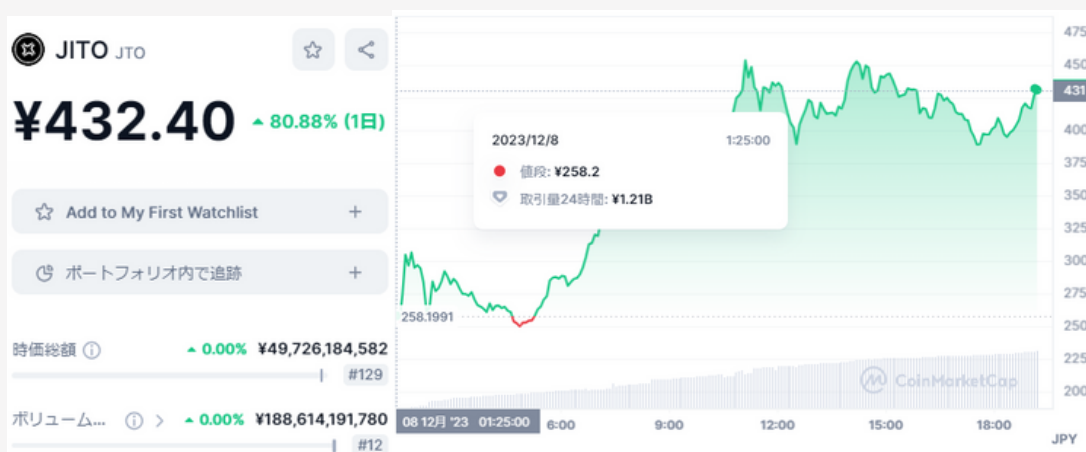 JITO JTO
¥432.40 80.88% (1日)
Add to My First Watchlist +
ポートフォリオ内で追跡 +
時価総額 0.00% ¥49,726,184,582
#129
ボリューム... 0.00% ¥188,614,191,780
#12
2023/12/8 1:25:00
値段: ¥258.2
取引量24時間: ¥1.21B
258.1991
CoinMarketCap
475
450
431
400
375
350
325
300
275
250
225
200
08 12月 '23 01:25:00 6:00 9:00 12:00 15:00 18:00
JPY